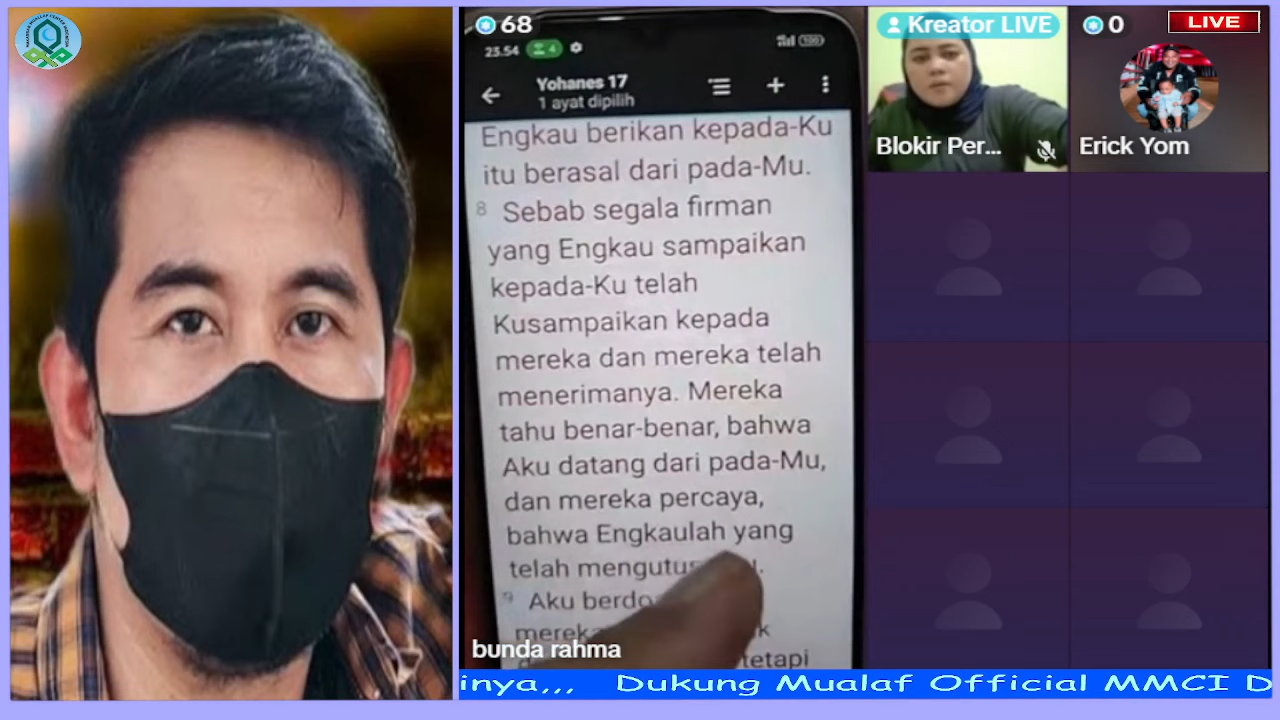 68
23.54
4
Yohanes 17
1 ayat dipilih
Engkau berikan kepada-Ku
itu berasal dari pada-Mu.
8 Sebab segala firman
yang Engkau sampaikan
kepada-Ku telah
Kusampaikan kepada
mereka dan mereka telah
menerimanya. Mereka
tahu benar-benar, bahwa
Aku datang dari pada-Mu,
dan mereka percaya,
bahwa Engkaulah yang
telah
9 Aku
tetapi
bunda rahma
Kreator LIVE
Blokir Per...
0
LIVE
Erick Yom
inya,,, Dukung Mualaf Official MMCI D